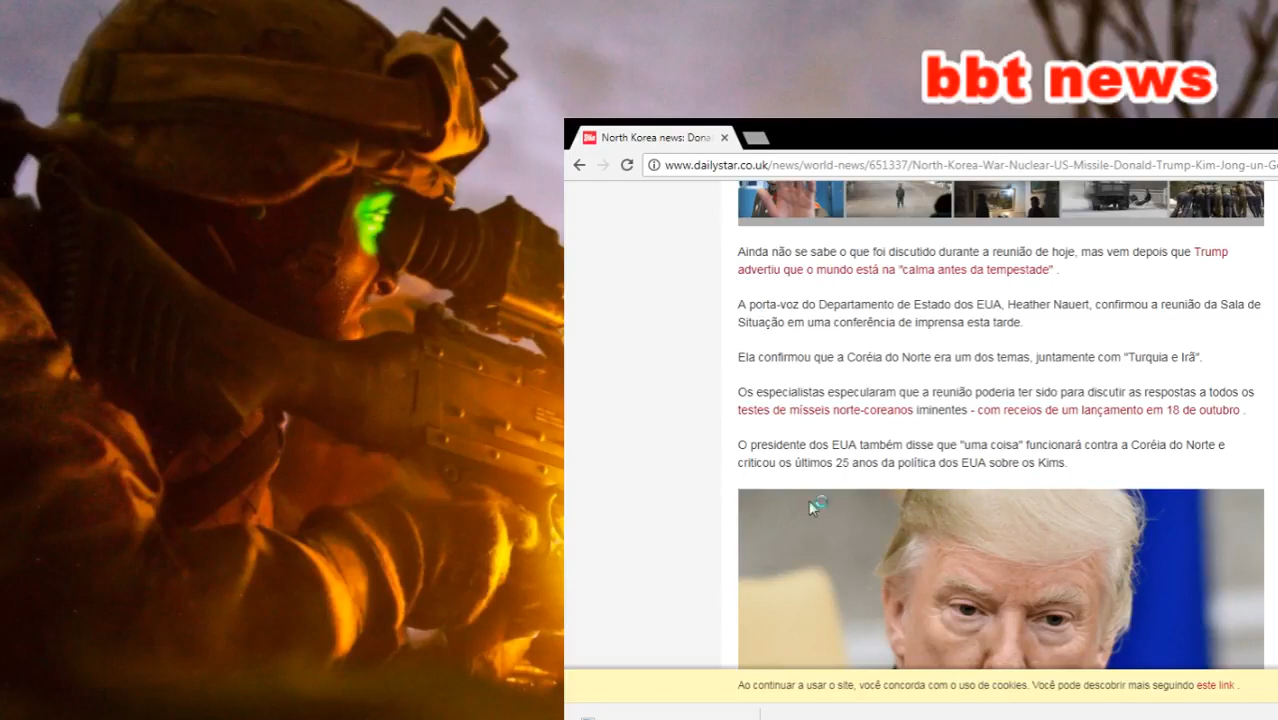 bbt news
North Korea news: Dona
www.dailystar.co.uk/news/world-news/651337/North-Korea-War-Nuclear-US-Missile-Donald-Trump-Kim-Jong-un-G
Ainda não se sabe o que foi discutido durante a reunião de hoje, mas vem depois que Trump
advertiu que o mundo está na "calma antes da tempestade" .
A porta-voz do Departamento de Estado dos EUA, Heather Nauert, confirmou a reunião da Sala de
Situação em uma conferência de imprensa esta tarde.
Ela confirmou que a Coréia do Norte era um dos temas, juntamente com "Turquia e Irã".
Os especialistas especularam que a reunião poderia ter sido para discutir as respostas a todos os
testes de mísseis norte-coreanos iminentes - com receios de um lançamento em 18 de outubro .
O presidente dos EUA também disse que "uma coisa" funcionará contra a Coréia do Norte e
criticou os últimos 25 anos da política dos EUA sobre os Kims.
Ao continuar a usar o site, você concorda com o uso de cookies. Você pode descobrir mais seguindo este link .